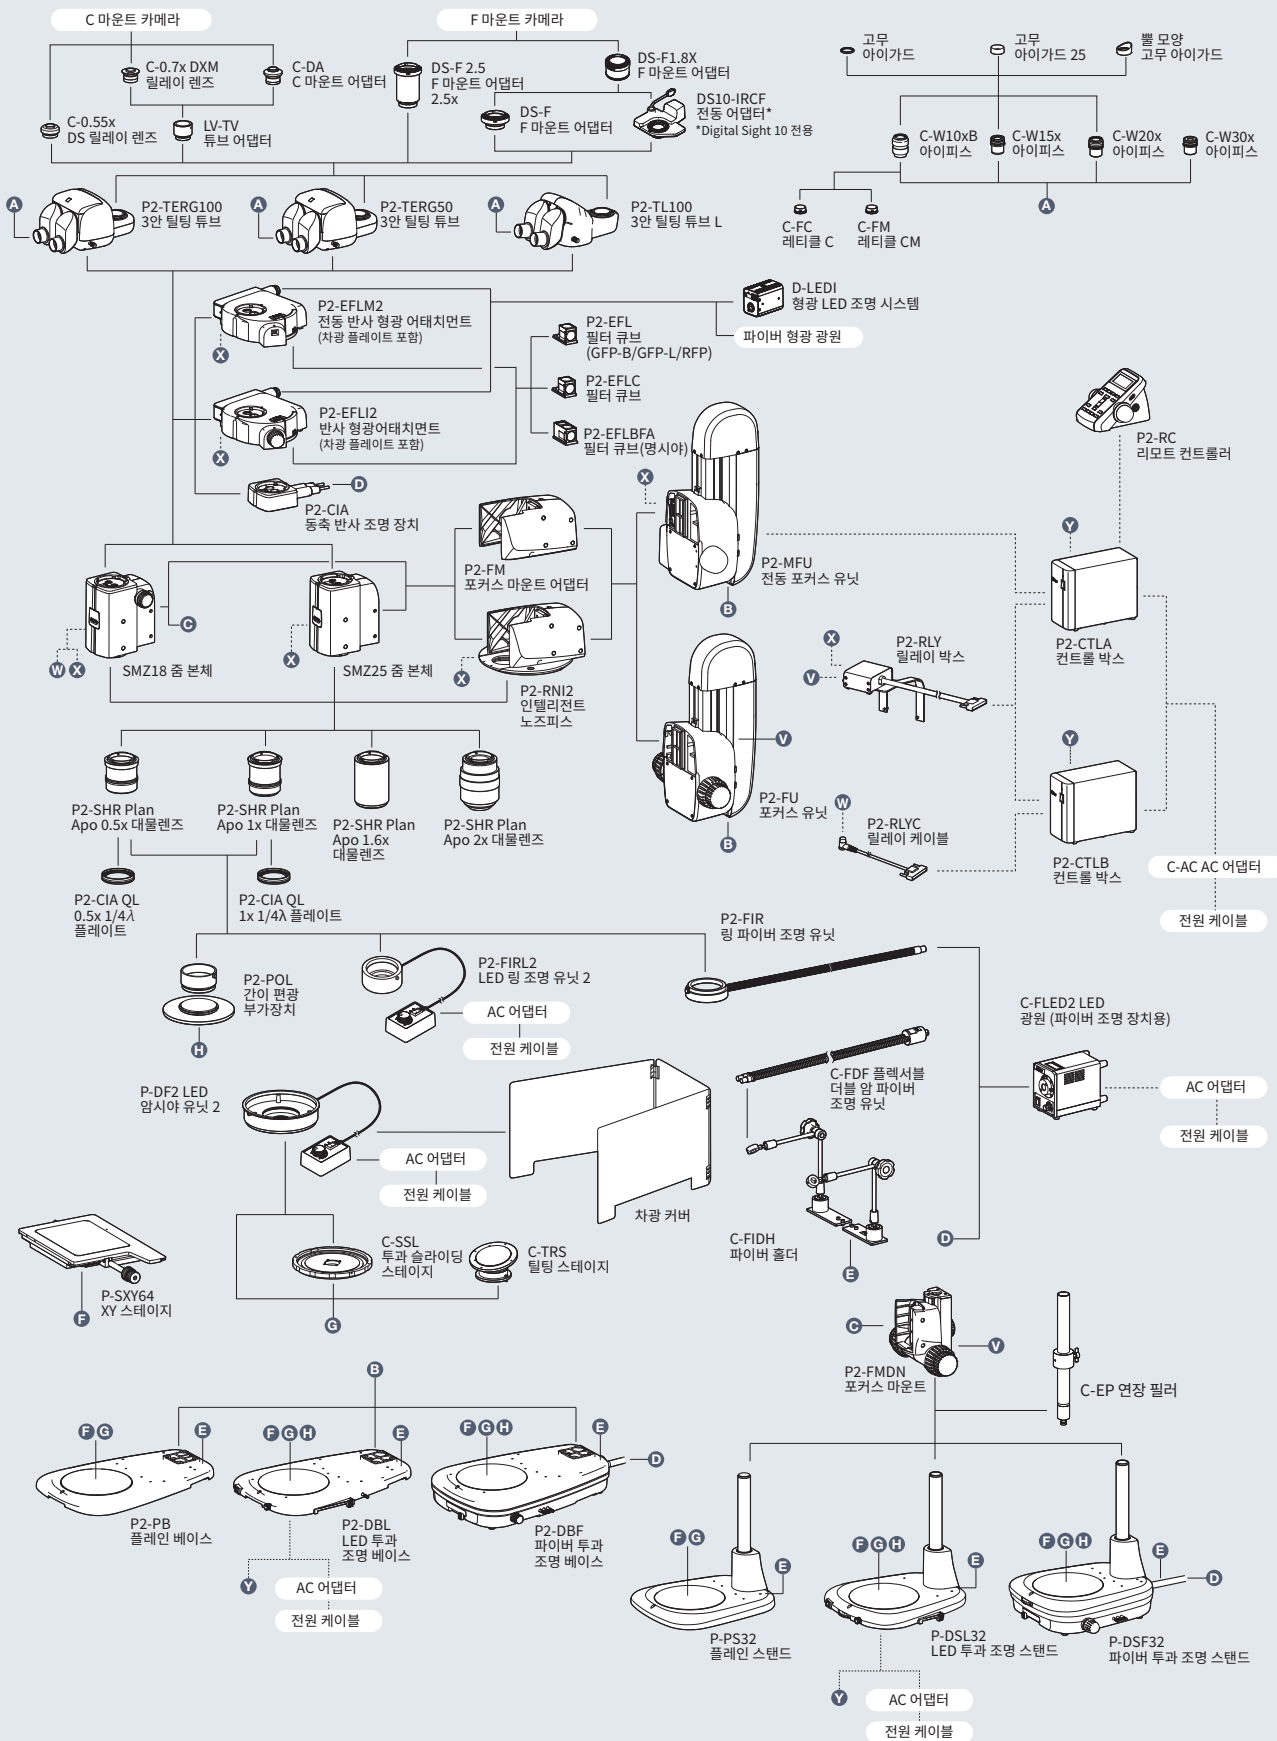 C 마운트 카메라
F 마운트 카메라
C-0.7x DXM
릴레이 렌즈
C-DA
C 마운트 어댑터
C-0.55x
DS 릴레이 렌즈
LV-TV
튜브 어댑터
DS-F 2.5
F 마운트 어댑터
2.5x
DS-F1.8X
F 마운트 어댑터
DS-F
F 마운트 어댑터
DS10-IRCF
전동 어댑터*
*Digital Sight 10 전용
고무
아이가드
고무
아이가드 25
뿔 모양
고무 아이가드
C-W10xB
아이피스
C-W15x
아이피스
C-W20x
아이피스
C-W30x
아이피스
A
C-FC
레티클 C
C-FM
레티클 CM
A
P2-TERG100
3안 틸팅 튜브
A
P2-TERG50
3안 틸팅 튜브
A
P2-TL100
3안 틸팅 튜브 L
P2-EFLM2
전동 반사 형광 어태치먼트
(차광 플레이트 포함)
X
D-LEDI
형광 LED 조명 시스템
파이버 형광 광원
P2-EFL
필터 큐브
(GFP-B/GFP-L/RFP)
P2-EFLC
필터 큐브
P2-EFLBFA
필터 큐브(명시야)
P2-EFLI2
반사 형광어태치면트
(차광 플레이트 포함)
X
D
P2-CIA
동축 반사 조명 장치
P2-RC
리모트 컨트롤러
X
P2-FM
포커스 마운트 어댑터
P2-MFU
전동 포커스 유닛
B
Y
P2-CTLA
컨트롤 박스
C
W X
SMZ18 줌 본체
X
SMZ25 줌 본체
X
P2-RNI2
인텔리전트
노즈피스
X
V
P2-RLY
릴레이 박스
V
P2-FU
포커스 유닛
B
W
P2-RLYC
릴레이 케이블
Y
P2-CTLB
컨트롤 박스
C-AC AC 어댑터
전원 케이블
P2-SHR Plan
Apo 0.5x 대물렌즈
P2-SHR Plan
Apo 1x 대물렌즈
P2-SHR Plan
Apo 1.6x
대물렌즈
P2-SHR Plan
Apo 2x 대물렌즈
P2-CIA QL
0.5x 1/4λ
플레이트
P2-CIA QL
1x 1/4λ 플레이트
P2-POL
간이 편광
부가장치
H
P2-FIRL2
LED 링 조명 유닛 2
AC 어댑터
전원 케이블
P2-FIR
링 파이버 조명 유닛
C-FLED2 LED
광원 (파이버 조명 장치용)
AC 어댑터
전원 케이블
P-DF2 LED
암시야 유닛 2
AC 어댑터
전원 케이블
차광 커버
C-FDF 플렉서블
더블 암 파이버
조명 유닛
C-FIDH
파이버 홀더
E
D
P-SXY64
XY 스테이지
F
C-SSL
투과 슬라이딩
스테이지
C-TRS
틸팅 스테이지
G
C
V
P2-FMDN
포커스 마운트
C-EP 연장 필러
B
F G
E
P2-PB
플레인 베이스
F G H
E
P2-DBL
LED 투과
조명 베이스
Y
AC 어댑터
전원 케이블
F G H
E
D
P2-DBF
파이버 투과
조명 베이스
F G
E
P-PS32
플레인 스탠드
F G H
E
P-DSL32
LED 투과 조명 스탠드
Y
AC 어댑터
전원 케이블
F G H
E
D
P-DSF32
파이버 투과 조명 스탠드